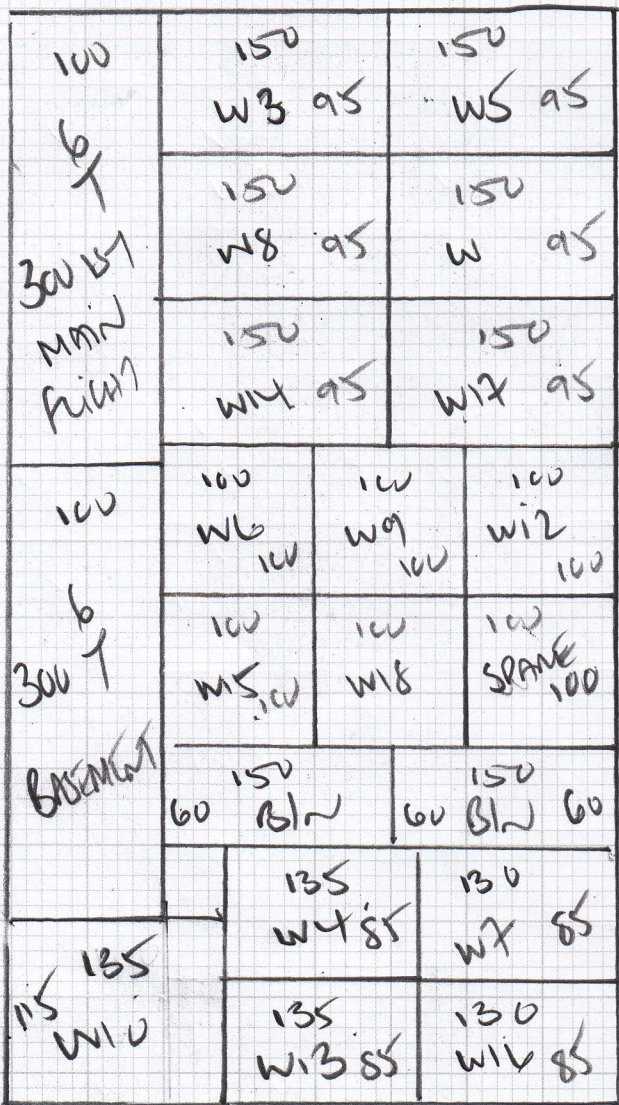 100
6
T
300 1ST
MAIN
FLIGHT
150
W3 95
150
W5 95
150
W8 95
150
W 95
150
W14 95
150
W17 95
100
6
T
300
BASEMENT
100
W6
100
100
W9
100
100
W12
100
100
W15
100
100
W18
100
SPARE
100
150
60 BIN
150
60 BIN 60
135
W4 85
130
W7 85
135
115
W10
135
W13 85
130
W16 85